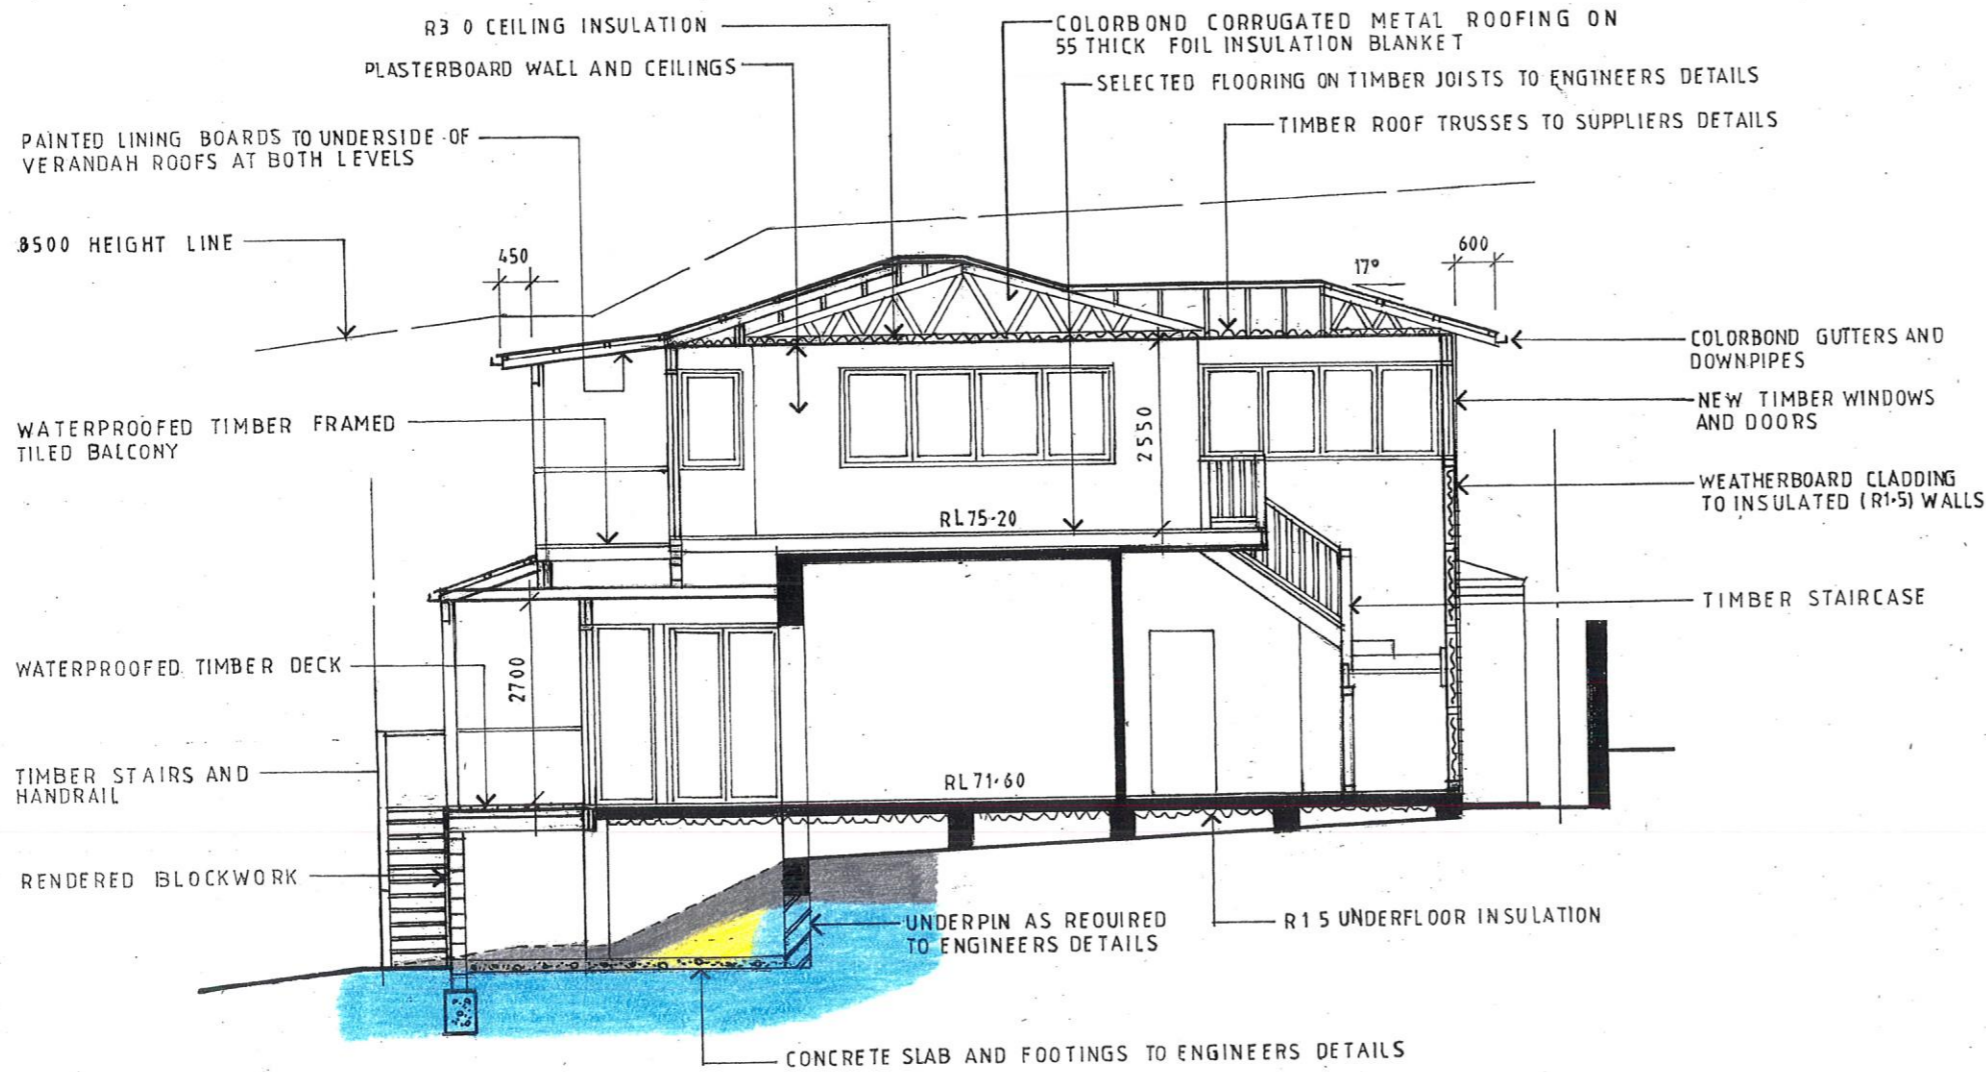 R3 0 CEILING INSULATION
COLORBOND CORRUGATED METAL ROOFING ON
55 THICK FOIL INSULATION BLANKET
PLASTERBOARD WALL AND CEILINGS
SELECTED FLOORING ON TIMBER JOISTS TO ENGINEERS DETAILS
TIMBER ROOF TRUSSES TO SUPPLIERS DETAILS
PAINTED LINING BOARDS TO UNDERSIDE OF
VERANDAH ROOFS AT BOTH LEVELS
8500 HEIGHT LINE
450
17°
600
COLORBOND GUTTERS AND
DOWNPIPES
NEW TIMBER WINDOWS
AND DOORS
WATERPROOFED TIMBER FRAMED
TILED BALCONY
2550
WEATHERBOARD CLADDING
TO INSULATED (R1·5) WALLS
RL75·20
TIMBER STAIRCASE
WATERPROOFED TIMBER DECK
2700
TIMBER STAIRS AND
HANDRAIL
RL71·60
RENDERED BLOCKWORK
UNDERPIN AS REQUIRED
TO ENGINEERS DETAILS
R1 5 UNDERFLOOR INSULATION
CONCRETE SLAB AND FOOTINGS TO ENGINEERS DETAILS